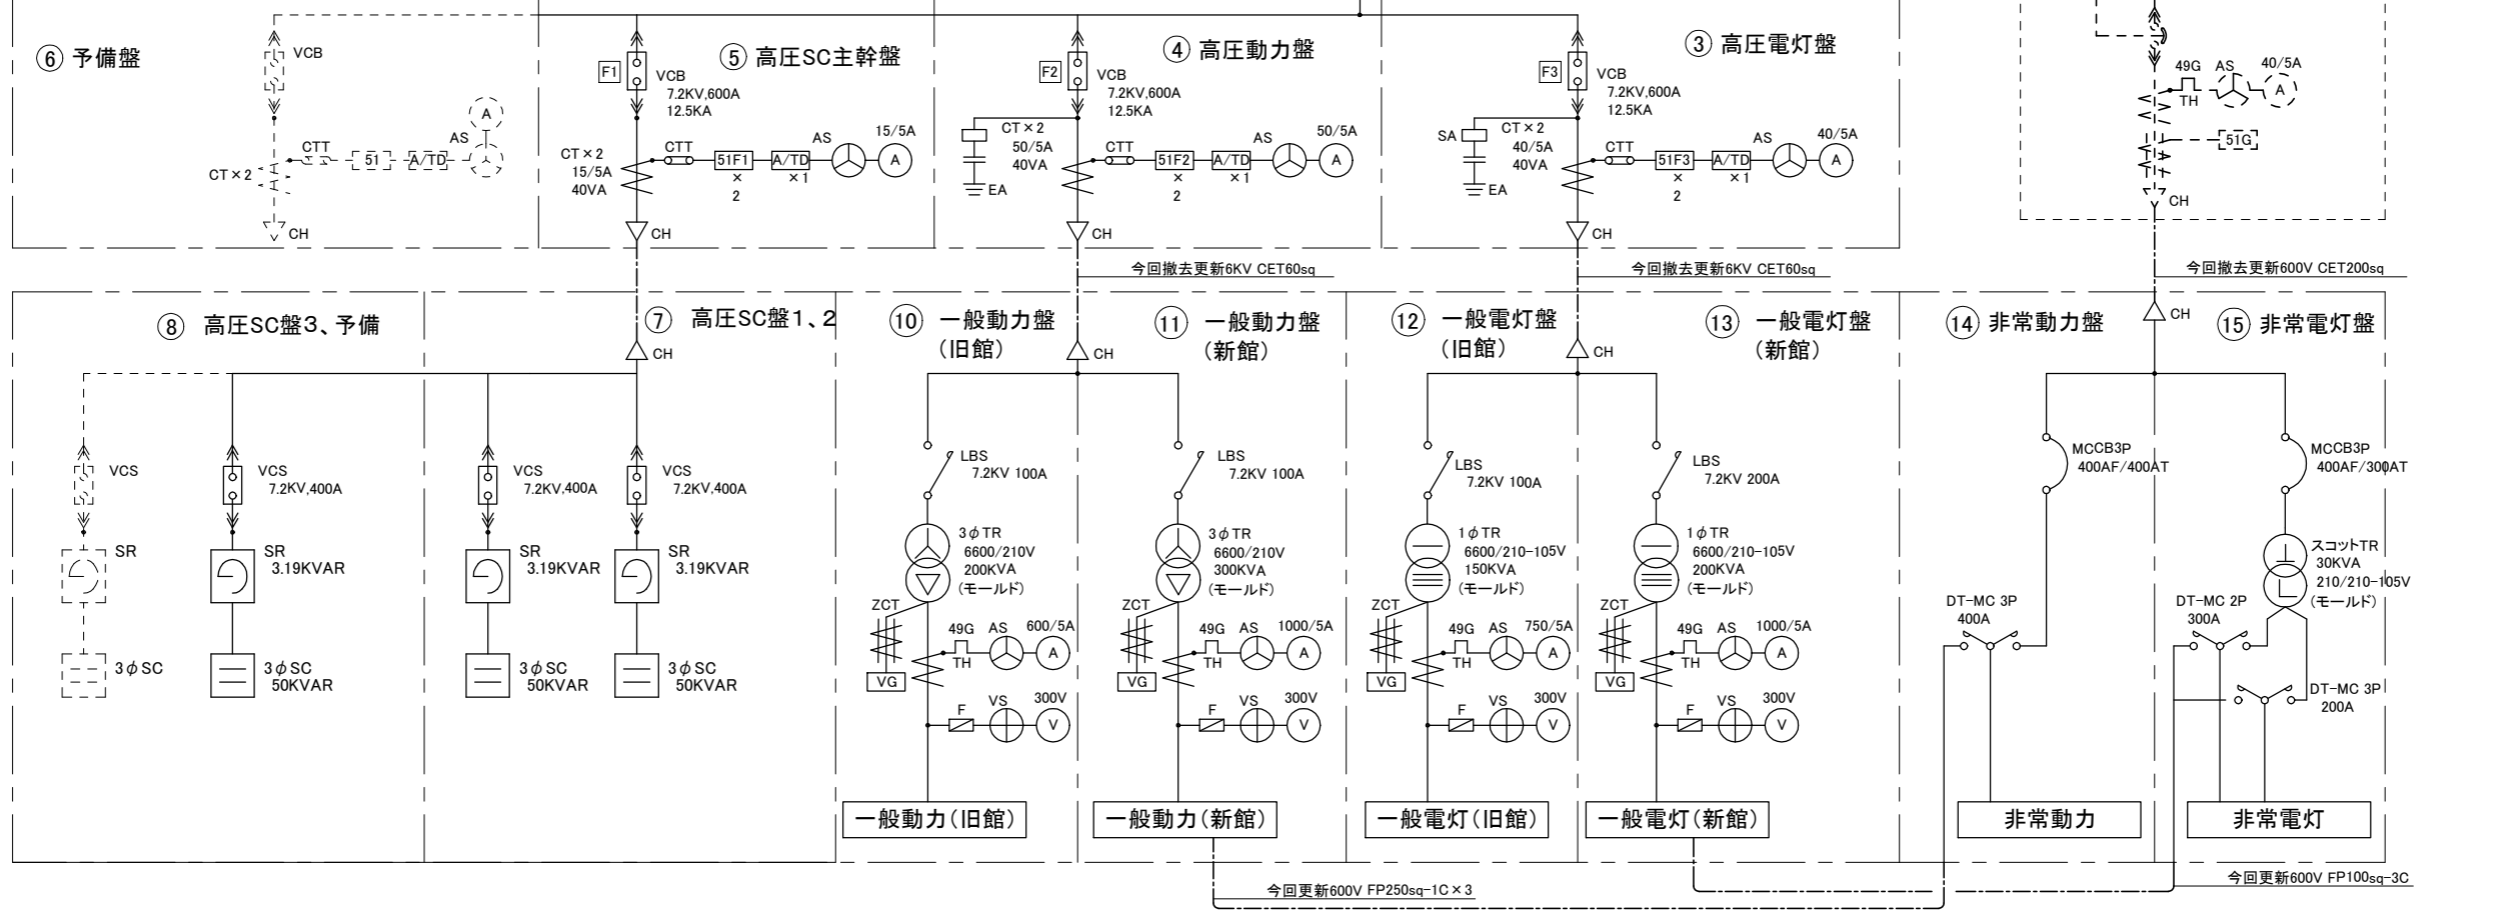 ⑥ 予備盤
VCB
CTT
51
A/TD
AS
A
CT×2
CH
⑤ 高圧SC主幹盤
F1
VCB
7.2KV,600A
12.5KA
CT×2
15/5A
40VA
CTT
51F1
×
2
A/TD
×1
AS
15/5A
A
CH
④ 高圧動力盤
F2
VCB
7.2KV,600A
12.5KA
CT×2
50/5A
40VA
EA
CTT
51F2
×
2
A/TD
×1
AS
50/5A
A
CH
③ 高圧電灯盤
F3
VCB
7.2KV,600A
12.5KA
SA
CT×2
40/5A
40VA
EA
CTT
51F3
×
2
A/TD
×1
AS
40/5A
A
CH
49G
TH
AS
40/5A
A
51G
CH
今回撤去更新6KV CET60sq
今回撤去更新6KV CET60sq
今回撤去更新600V CET200sq
⑧ 高圧SC盤3、予備
VCS
SR
3φSC
VCS
7.2KV,400A
SR
3.19KVAR
3φSC
50KVAR
⑦ 高圧SC盤1、2
CH
VCS
7.2KV,400A
SR
3.19KVAR
3φSC
50KVAR
VCS
7.2KV,400A
SR
3.19KVAR
3φSC
50KVAR
⑩ 一般動力盤
(旧館)
CH
LBS
7.2KV 100A
3φTR
6600/210V
200KVA
(モールド)
ZCT
VG
49G
TH
AS
600/5A
A
F
VS
300V
V
一般動力(旧館)
⑪ 一般動力盤
(新館)
LBS
7.2KV 100A
3φTR
6600/210V
300KVA
(モールド)
ZCT
VG
49G
TH
AS
1000/5A
A
F
VS
300V
V
一般動力(新館)
⑫ 一般電灯盤
(旧館)
CH
LBS
7.2KV 100A
1φTR
6600/210-105V
150KVA
(モールド)
ZCT
VG
49G
TH
AS
750/5A
A
F
VS
300V
V
一般電灯(旧館)
⑬ 一般電灯盤
(新館)
LBS
7.2KV 200A
1φTR
6600/210-105V
200KVA
(モールド)
ZCT
VG
49G
TH
AS
1000/5A
A
F
VS
300V
V
一般電灯(新館)
⑭ 非常動力盤
CH
MCCB3P
400AF/400AT
DT-MC 3P
400A
非常動力
⑮ 非常電灯盤
MCCB3P
400AF/300AT
スコットTR
30KVA
210/210-105V
(モールド)
DT-MC 2P
300A
DT-MC 3P
200A
非常電灯
今回更新600V FP250sq-1C×3
今回更新600V FP100sq-3C